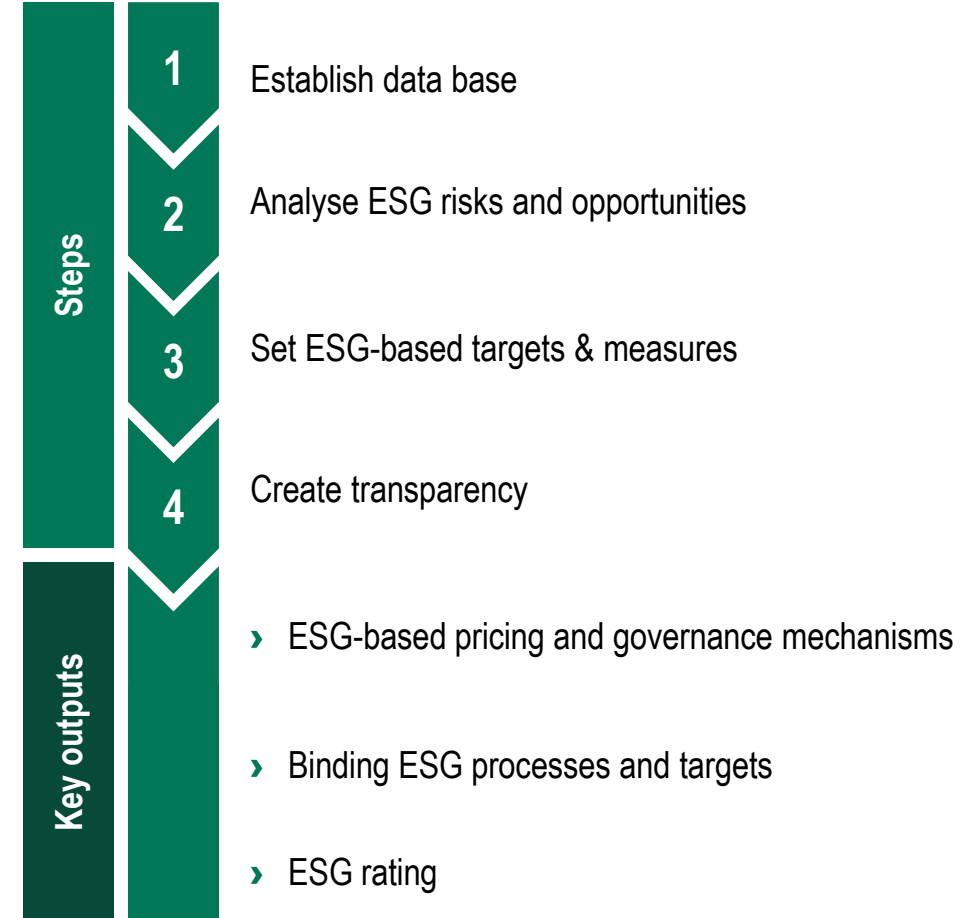 Steps
1
Establish data base
2
Analyse ESG risks and opportunities
3
Set ESG-based targets & measures
4
Create transparency
Key outputs
› ESG-based pricing and governance mechanisms
› Binding ESG processes and targets
› ESG rating